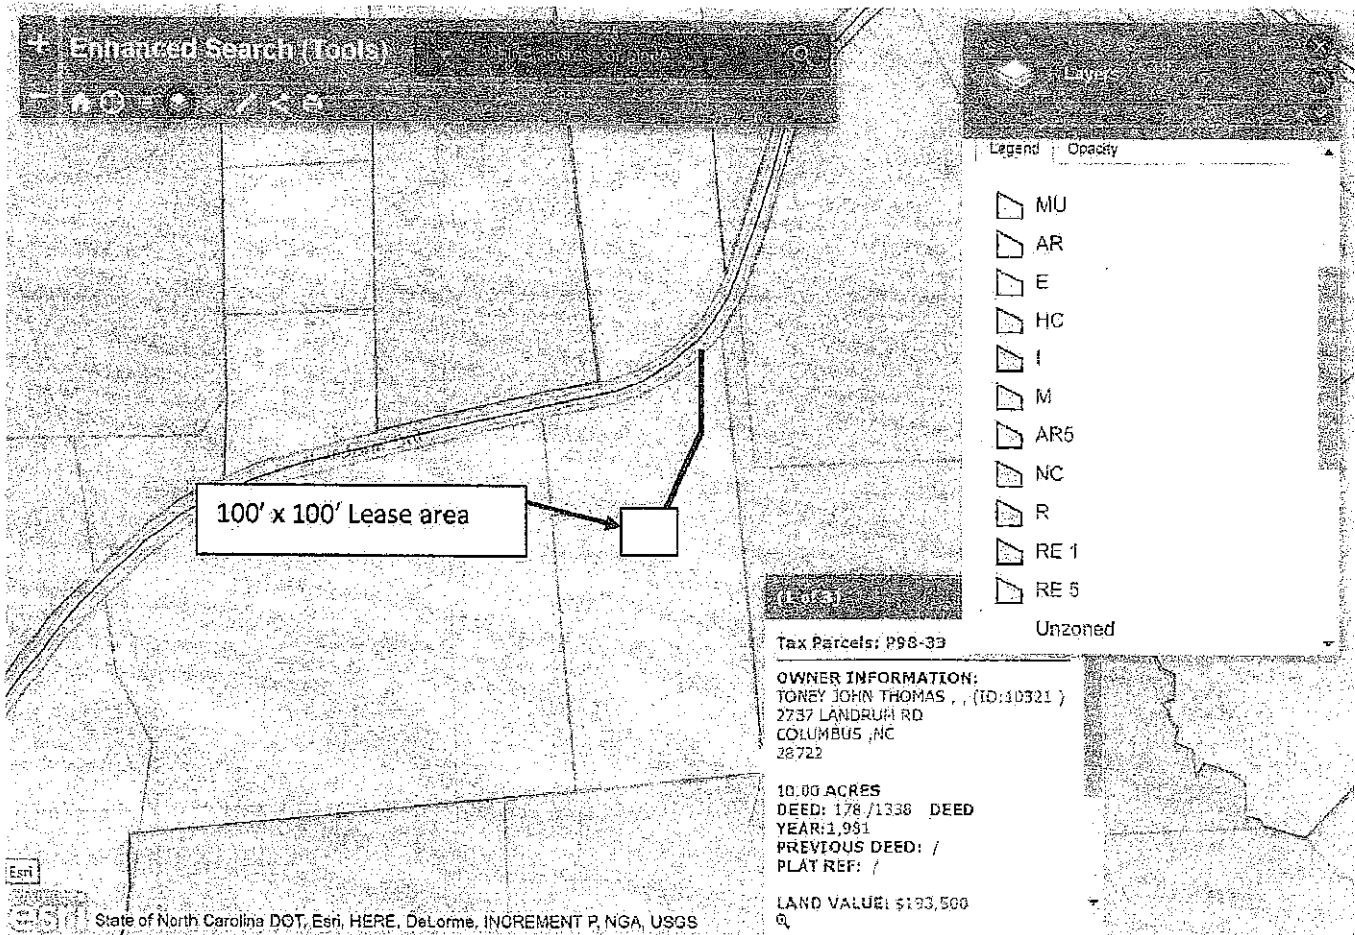 Enhanced Search (Tools)
Layers
Legend
Opacity
MU
AR
E
HC
I
M
AR5
NC
R
RE 1
RE 5
Unzoned
100' x 100' Lease area
Tax Parcels: P98-33
OWNER INFORMATION:
TONEY JOHN THOMAS , , (ID:10321 )
2737 LANDRUM RD
COLUMBUS ,NC
28722
10.00 ACRES
DEED: 178 /1338 DEED
YEAR:1,981
PREVIOUS DEED: /
PLAT REF: /
LAND VALUE: $193,500
Esri
esri
State of North Carolina DOT, Esri, HERE, DeLorme, INCREMENT P, NGA, USGS